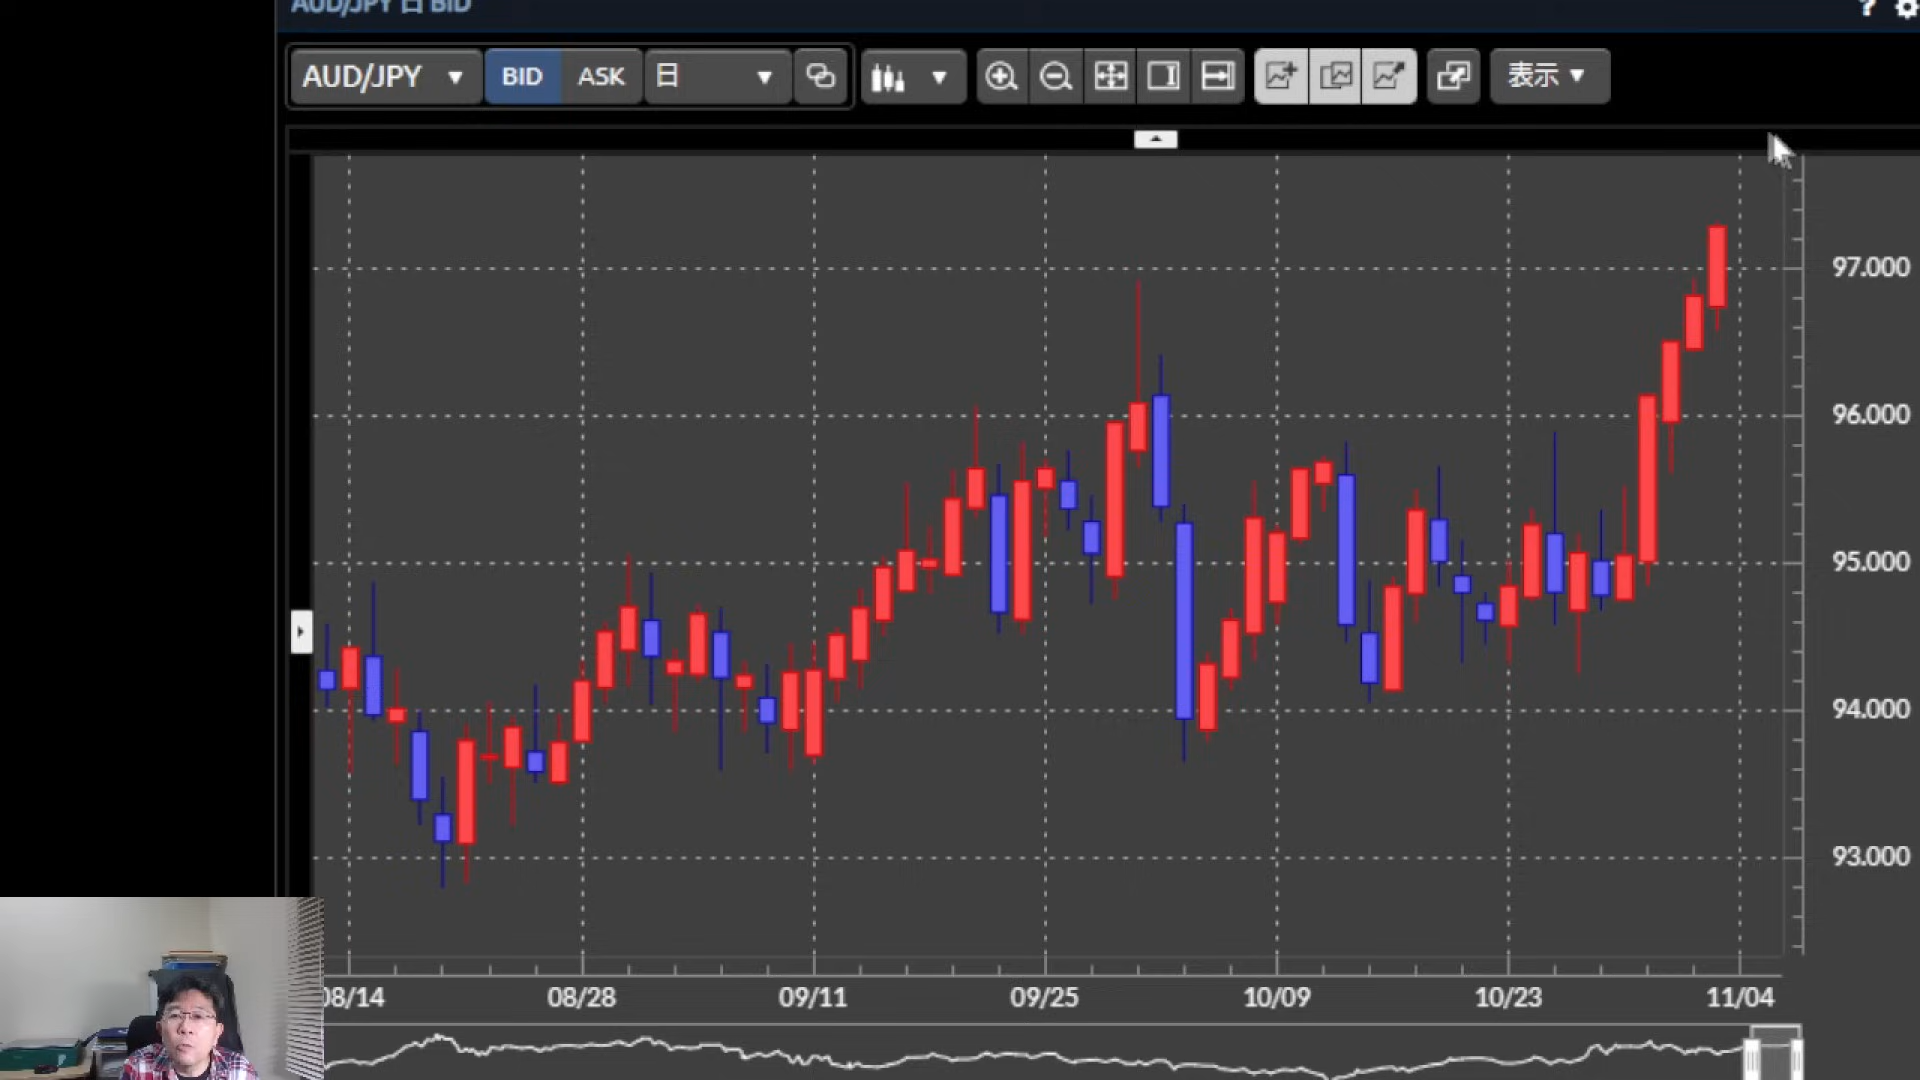 AUD/JPY 日 BID
?
AUD/JPY ▼ BID ASK 日 ▼ ▼ 表示 ▼
97.000
96.000
95.000
94.000
93.000
08/14 08/28 09/11 09/25 10/09 10/23 11/04